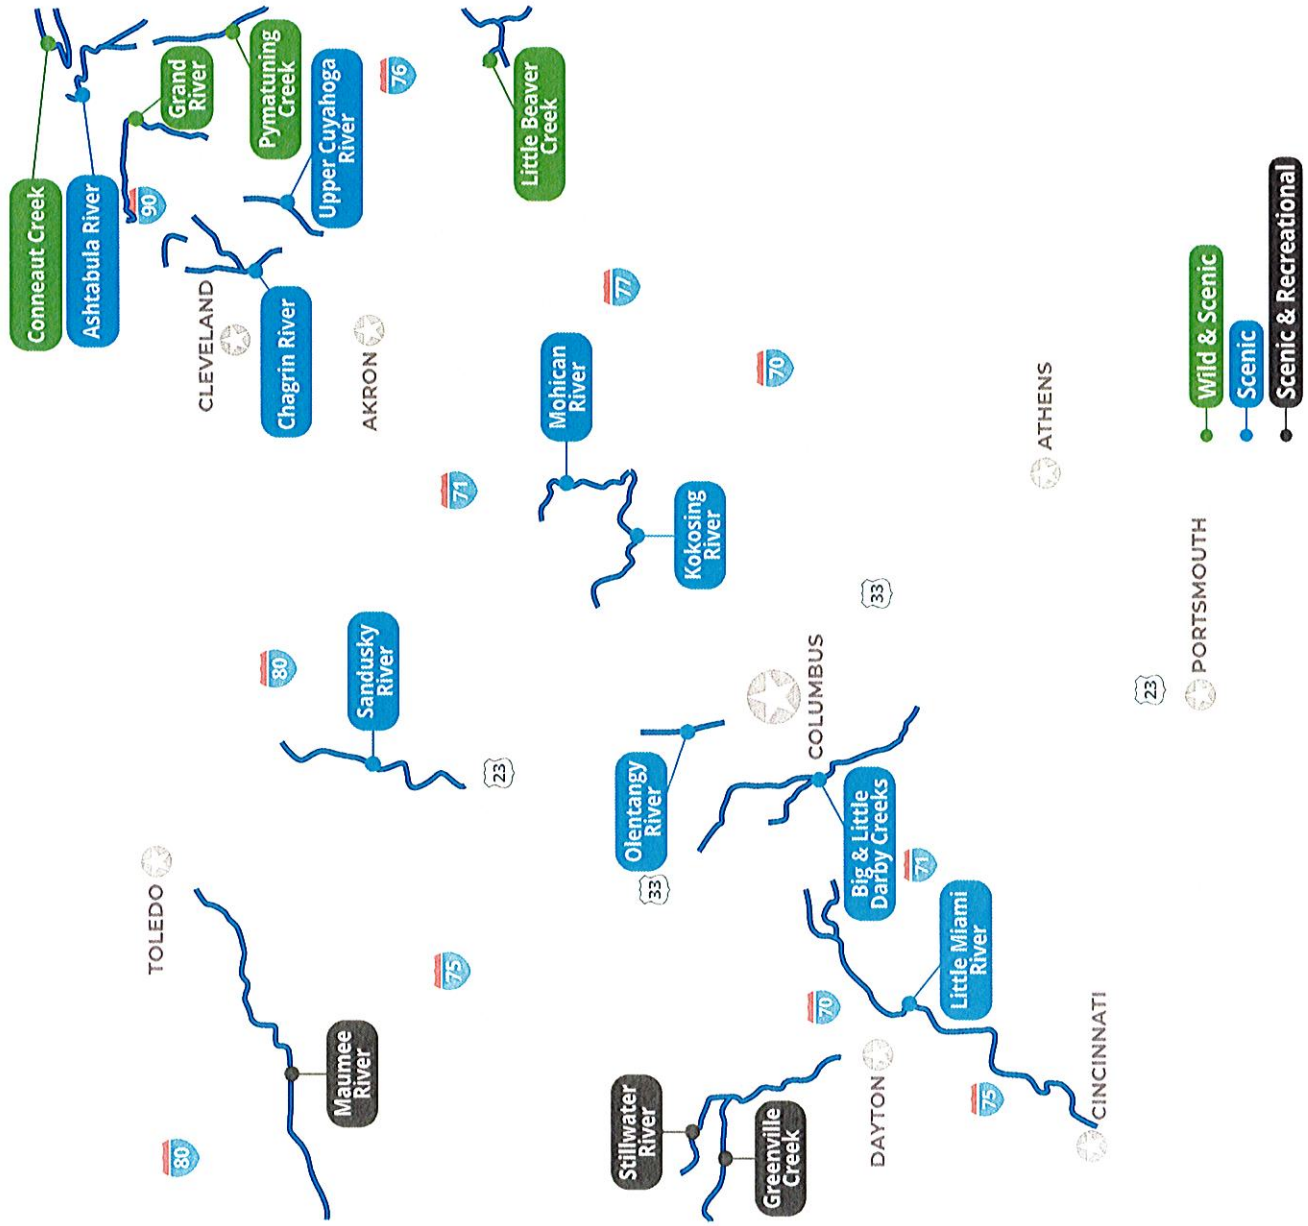 Conneaut Creek
Ashtabula River
90
TOLEDO
80
Grand
River
CLEVELAND
Pymatuning
Creek
80
Chagrin River
Upper Cuyahoga
River
Maumee
River
Sandusky
River
AKRON
76
75
71
23
Little Beaver
Creek
Mohican
River
77
Stillwater
River
33
Olentangy
River
Kokosing
River
70
Greenville
Creek
70
COLUMBUS
DAYTON
Big & Little
Darby Creeks
33
71
Little Miami
River
75
ATHENS
CINCINNATI
23
PORTSMOUTH
Wild & Scenic
Scenic
Scenic & Recreational